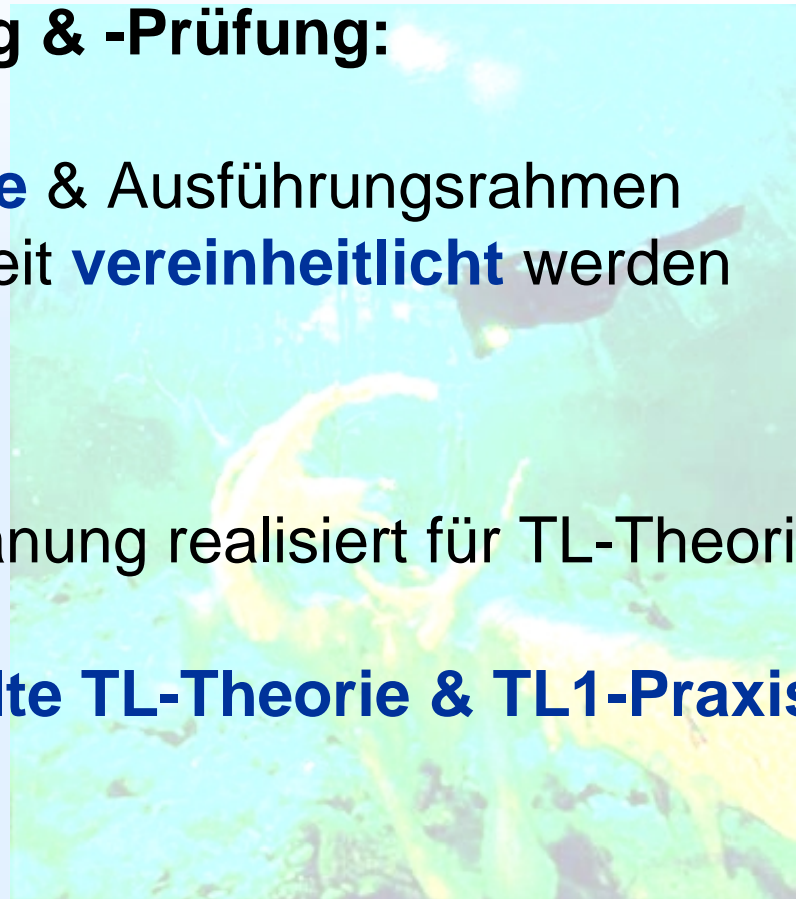 g & -Prüfung:
e & Ausführungsrahmen
eit vereinheitlicht werden
anung realisiert für TL-Theori
lte TL-Theorie & TL1-Praxis